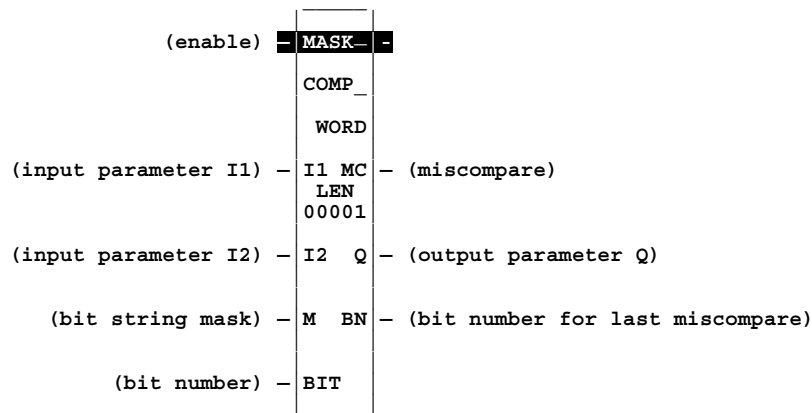 (enable) – MASK– -
COMP_
WORD
(input parameter I1) – I1 MC – (miscompare)
LEN
00001
(input parameter I2) – I2 Q – (output parameter Q)
(bit string mask) – M BN – (bit number for last miscompare)
(bit number) – BIT